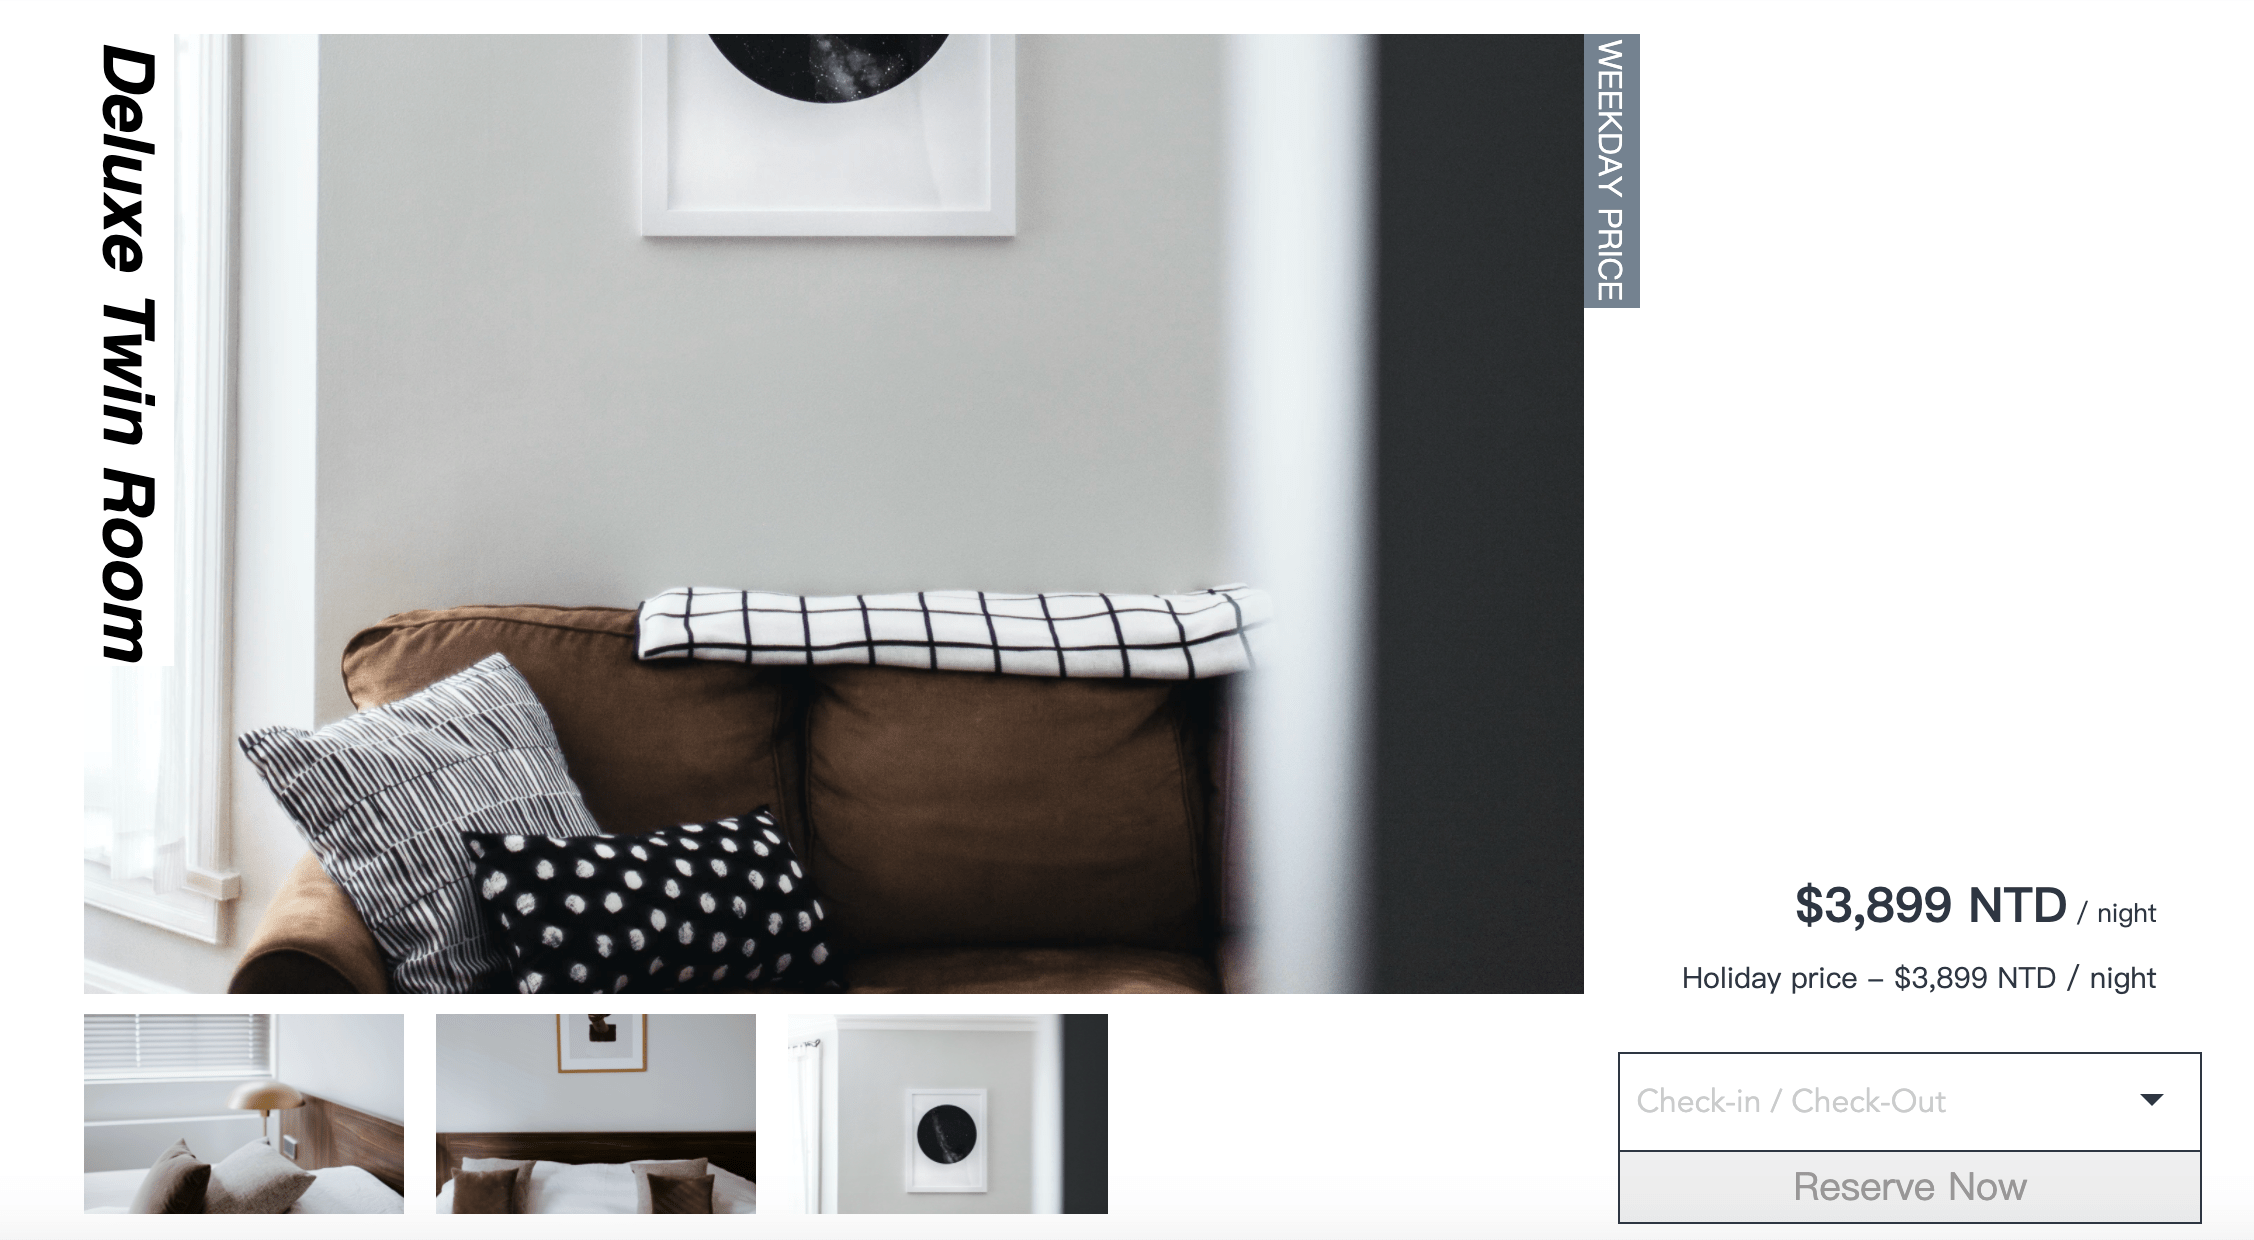 Deluxe Twin Room
WEEKDAY PRICE
$3,899 NTD / night
Holiday price – $3,899 NTD / night
Check-in / Check-Out
Reserve Now